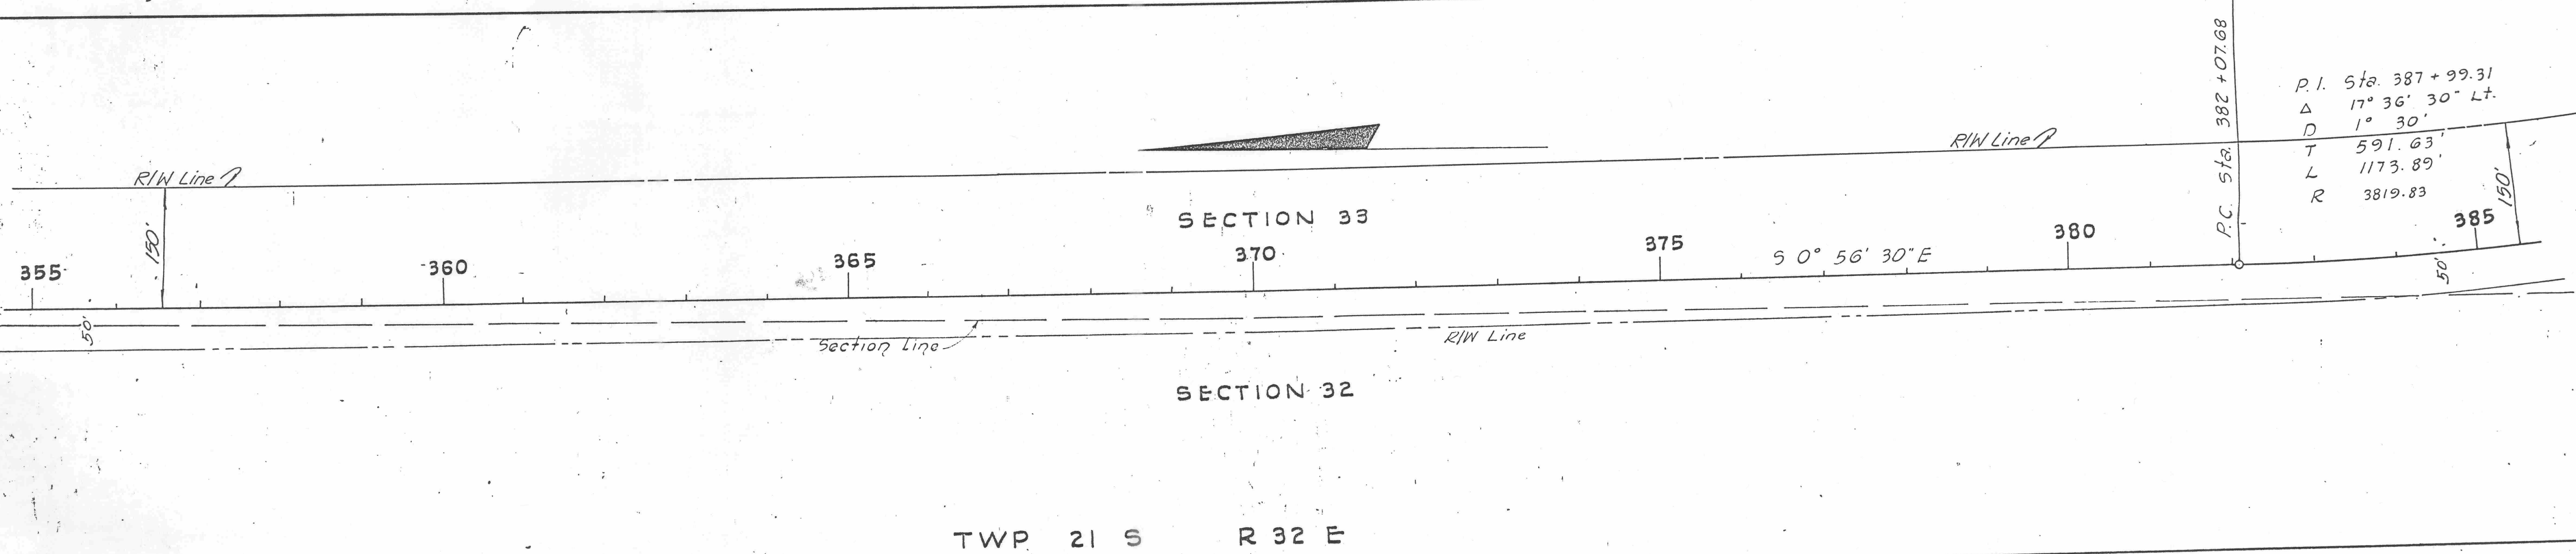 P.C. Sta. 382 + 07.68
P.I. Sta. 387 + 99.31
Δ 17° 36' 30" Lt.
D 1° 30'
T 591.63'
L 1173.89'
R 3819.83
R/W Line
R/W Line
150'
150'
SECTION 33
355
360
365
370
375
S 0° 56' 30" E
380
385
50'
50'
Section Line
R/W Line
SECTION 32
TWP 21 S R 32 E